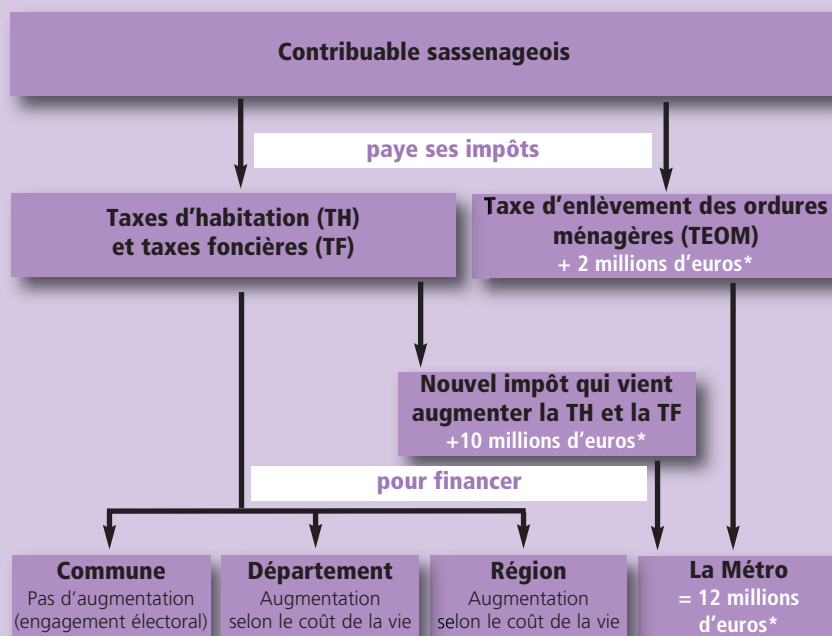 Contribuable sassenageois
paye ses impôts
Taxes d'habitation (TH)
et taxes foncières (TF)
Taxe d'enlèvement des ordures
ménagères (TEOM)
+ 2 millions d'euros*
Nouvel impôt qui vient
augmenter la TH et la TF
+10 millions d'euros*
pour financer
Commune
Pas d'augmentation
(engagement électoral)
Département
Augmentation
selon le coût de la vie
Région
Augmentation
selon le coût de la vie
La Métro
= 12 millions
d'euros*